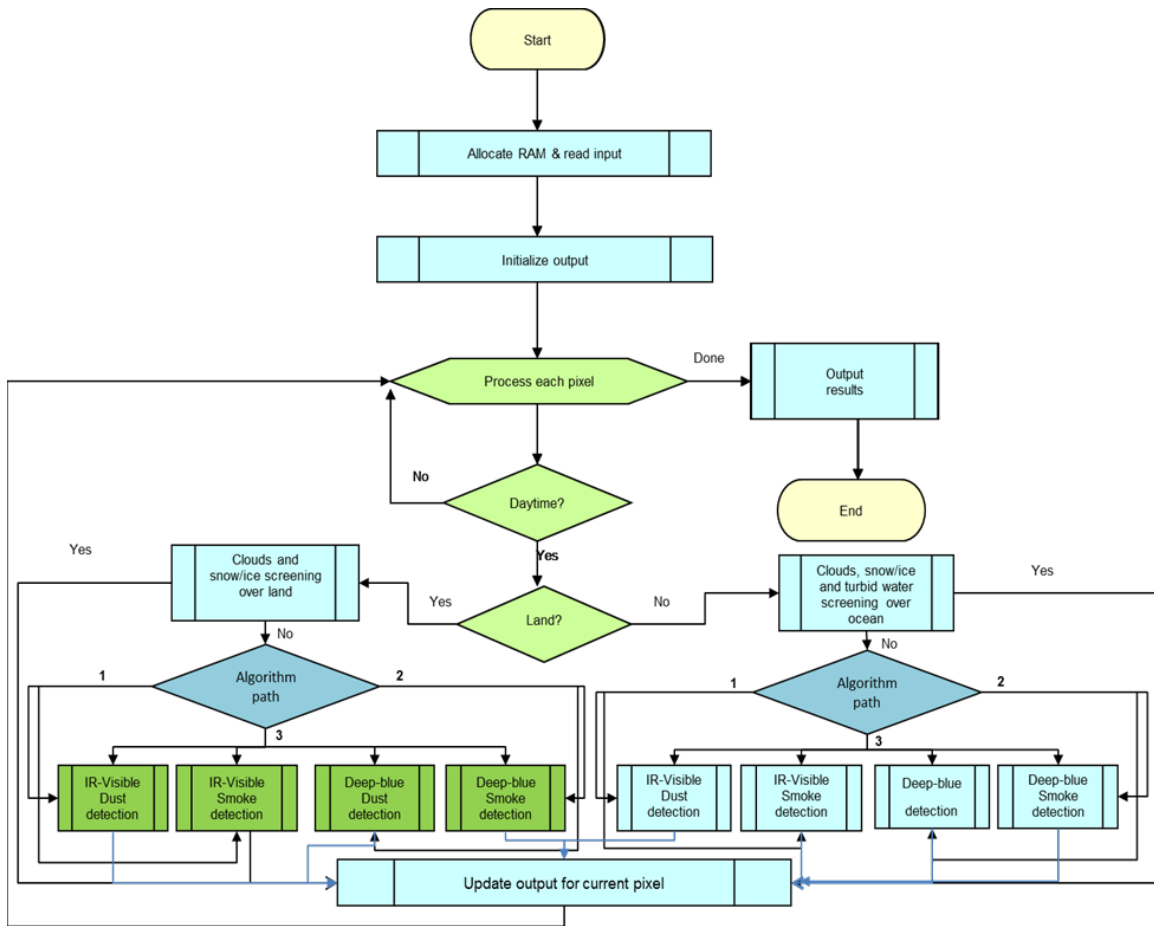 Start
Allocate RAM & read input
Initialize output
Process each pixel
Done
Output
results
No
Daytime?
End
Yes
Yes
Clouds and
snow/ice screening
over land
Yes
Land?
No
Clouds, snow/ice
and turbid water
screening over
ocean
Yes
No
No
1
Algorithm
path
2
3
1
Algorithm
path
2
3
IR-Visible
Dust
detection
IR-Visible
Smoke
detection
Deep-blue
Dust
detection
Deep-blue
Smoke
detection
IR-Visible
Dust
detection
IR-Visible
Smoke
detection
Deep-blue
detection
Deep-blue
Smoke
detection
Update output for current pixel